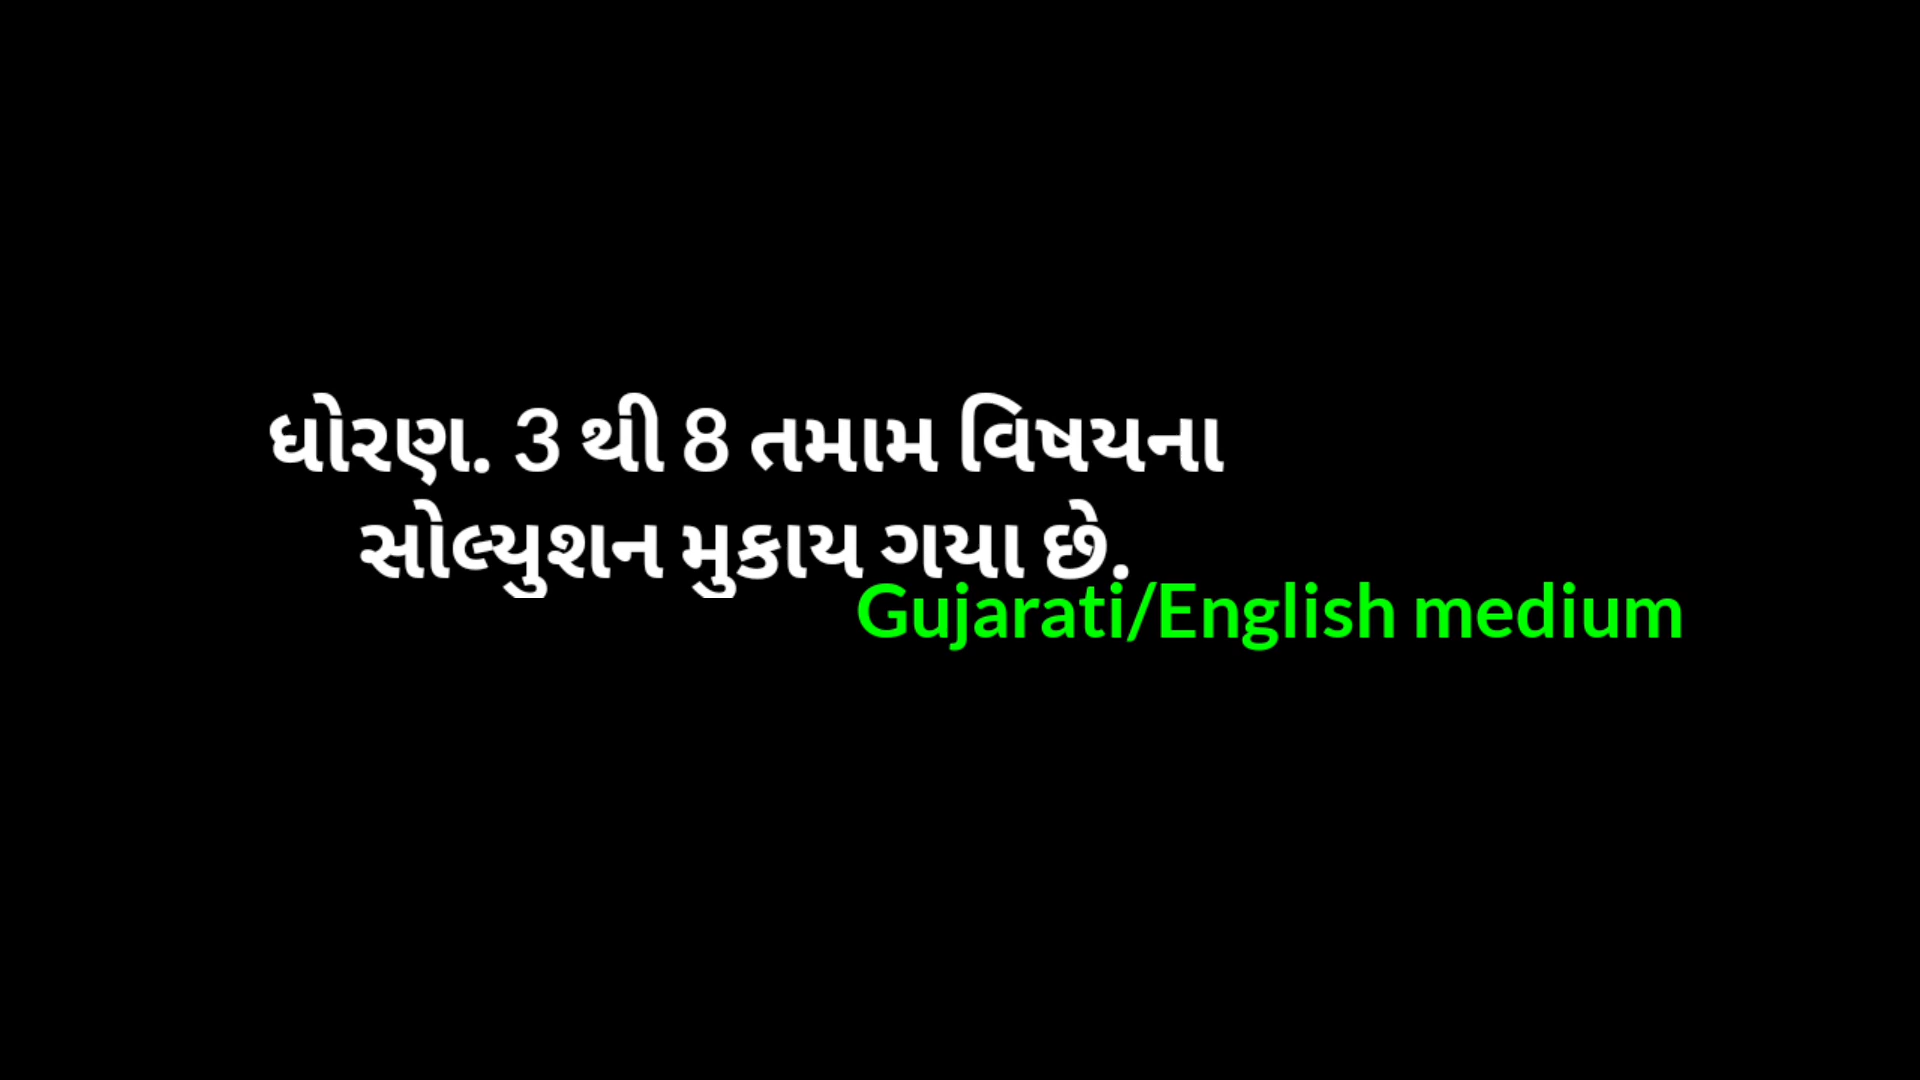 ધોરણ. 3 થી 8 તમામ વિષયના
સોલ્યુશન મુકાય ગયા છે.
Gujarati/English medium